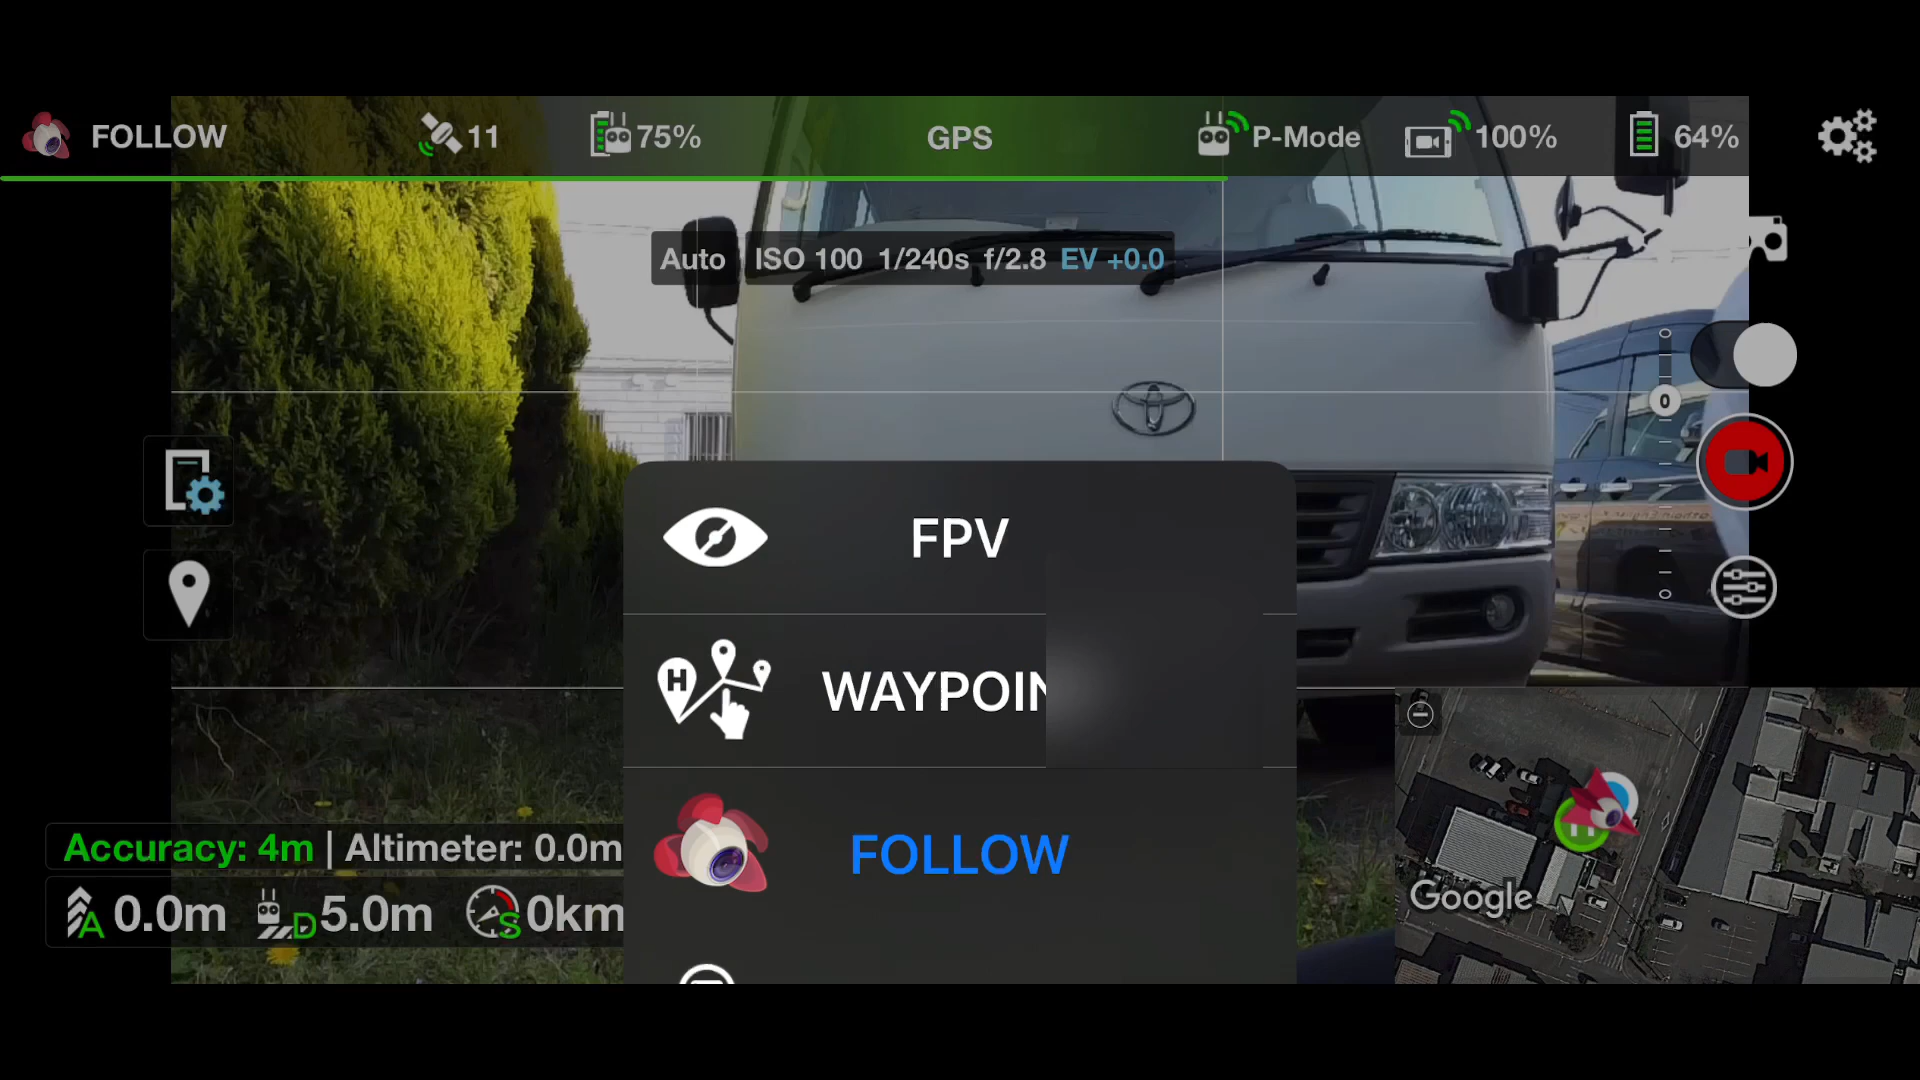 FOLLOW 11 75% GPS P-Mode 100% 64%
Auto ISO 100 1/240s f/2.8 EV +0.0
0
FPV
H
FOLLOW
Accuracy: 4m | Altimeter: 0.0m
A 0.0m D 5.0m S 0km
Google